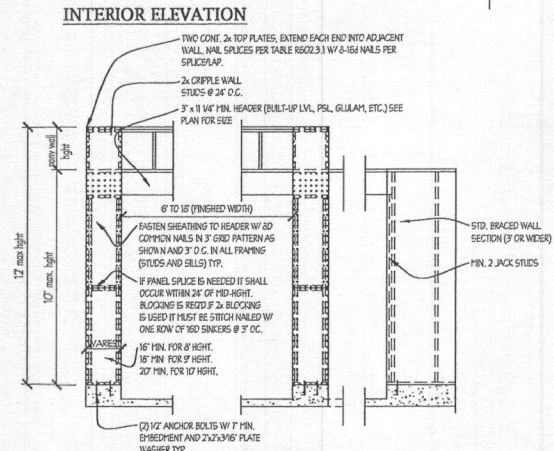 INTERIOR ELEVATION
TWO CONT. 2x TOP PLATES, EXTEND EACH END INTO ADJACENT
WALL, NAIL SPLICES PER TABLE R602.3.1 W/ 8-16d NAILS PER
SPLICE/LAP.
2x CRIPPLE WALL
STUDS @ 24" O.C.
3" x 11 1/4" MIN. HEADER (BUILT-UP LVL, PSL, GLULAM, ETC.) SEE
PLAN FOR SIZE
pony wall
hght
12' max hght
10' max. hght
6' TO 18' (FINISHED WIDTH)
FASTEN SHEATHING TO HEADER W/ 8D
COMMON NAILS IN 3" GRID PATTERN AS
SHOWN AND 3" O.C. IN ALL FRAMING
(STUDS AND SILLS) TYP.
IF PANEL SPLICE IS NEEDED IT SHALL
OCCUR WITHIN 24" OF MID-HGHT.
BLOCKING IS REQ'D.IF 2x BLOCKING
IS USED IT MUST BE STITCH NAILED W/
ONE ROW OF 16D SINKERS @ 3" OC.
VARIES
16" MIN. FOR 8' HGHT.
18" MIN FOR 9' HGHT.
20" MIN. FOR 10' HGHT.
STD. BRACED WALL
SECTION (3' OR WIDER)
MIN. 2 JACK STUDS
(2) 1/2" ANCHOR BOLTS W/ 7" MIN.
EMBEDMENT AND 2"x2"x3/16" PLATE
WASHER TYP